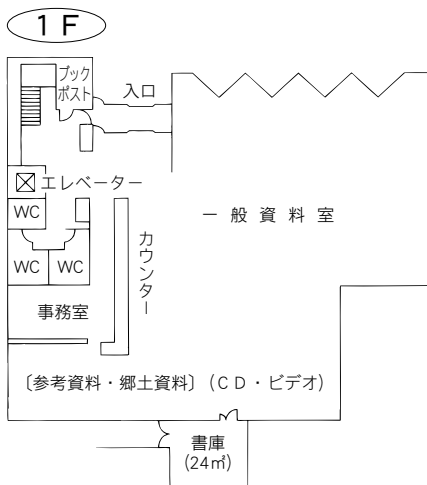 1F
ブック
ポスト
入口
エレベーター
WC
一般資料室
カウンター
WC
WC
事務室
〔参考資料・郷土資料〕(CD・ビデオ)
書庫
(24㎡)